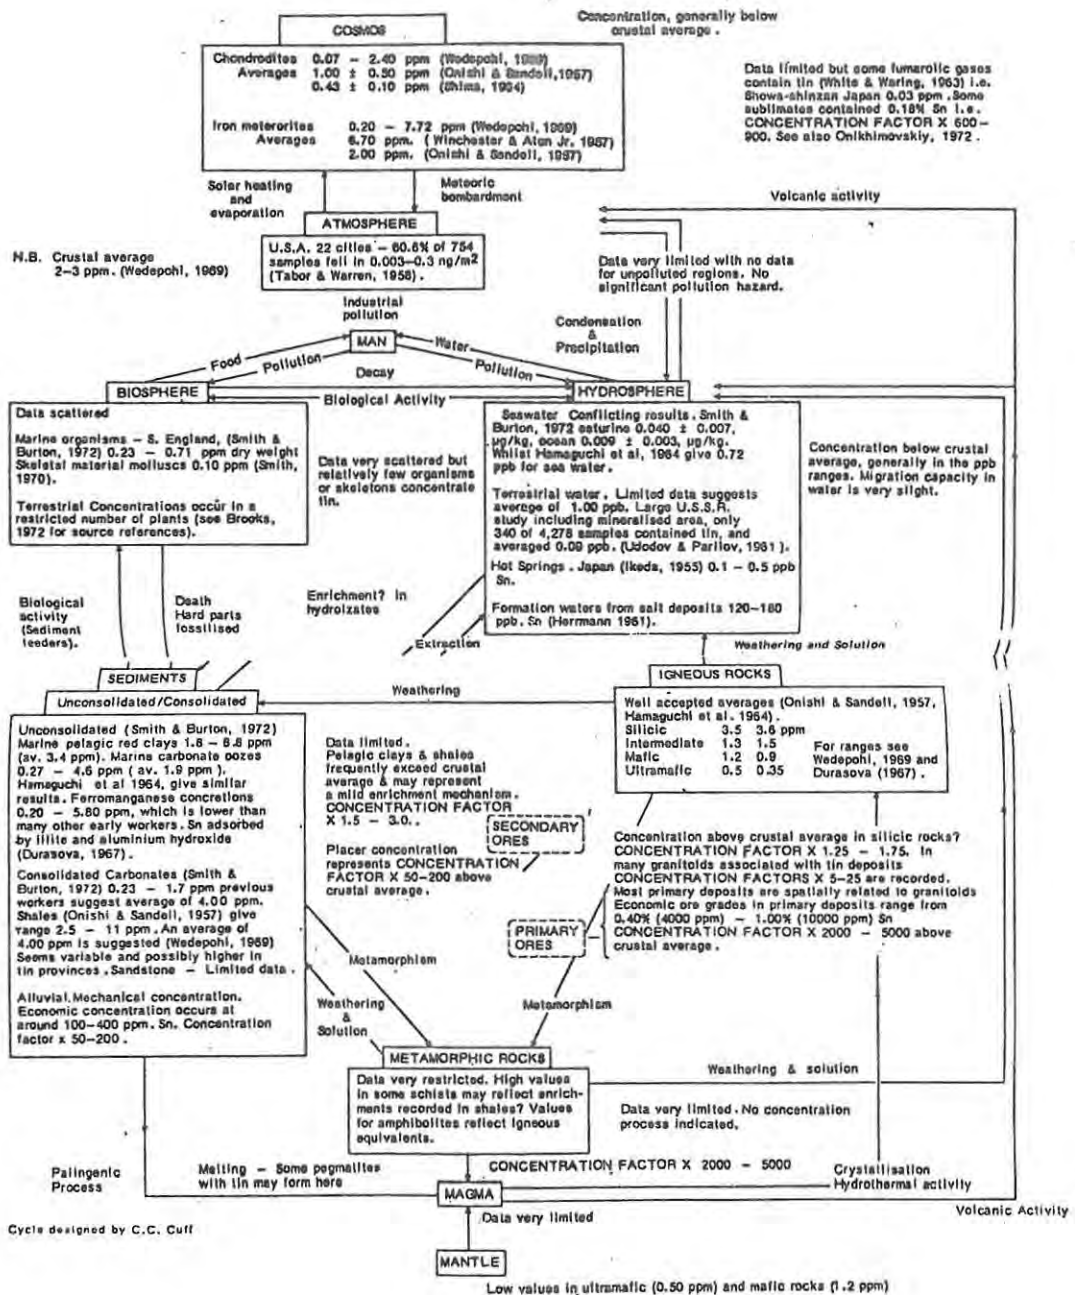 COSMOS
Concentration, generally below
crustal average.
Chondrodites 0.07 – 2.40 ppm (Wedepohl, 1969)
Averages 1.00 ± 0.50 ppm (Onishi & Sandell, 1957)
0.43 ± 0.10 ppm (Shima, 1964)
Iron meterorites 0.20 – 7.72 ppm (Wedepohl, 1969)
Averages 6.70 ppm. (Winchester & Aten Jr. 1957)
2.00 ppm. (Onishi & Sandell, 1957)
Data limited but some fumarolic gases
contain tin (White & Waring, 1963) i.e.
Showa-shinzan Japan 0.03 ppm. Some
sublimates contained 0.18% Sn i.e.
CONCENTRATION FACTOR X 600–
900. See also Onikhimovskiy, 1972.
Solar heating
and
evaporation
Meteoric
bombardment
Volcanic activity
ATMOSPHERE
U.S.A. 22 cities – 60.6% of 754
samples fell in 0.003–0.3 ng/m2
(Tabor & Warren, 1958).
N.B. Crustal average
2–3 ppm. (Wedepohl, 1969)
Data very limited with no data
for unpolluted regions. No
significant pollution hazard.
Industrial
pollution
MAN
Condensation
&
Precipitation
Food
Pollution
Water
Pollution
Decay
BIOSPHERE
Biological Activity
HYDROSPHERE
Data scattered
Marine organisms – S. England, (Smith &
Burton, 1972) 0.23 – 0.71 ppm dry weight
Skeletal material molluscs 0.10 ppm (Smith,
1970).
Terrestrial Concentrations occur in a
restricted number of plants (see Brooks,
1972 for source references).
Data very scattered but
relatively few organisms
or skeletons concentrate
tin.
Seawater Conflicting results. Smith &
Burton, 1972 esturine 0.040 ± 0.007,
µg/kg, ocean 0.009 ± 0.003, µg/kg.
Whilst Hamaguchi et al, 1964 give 0.72
ppb for sea water.
Terrestrial water. Limited data suggests
average of 1.00 ppb. Large U.S.S.R.
study including mineralised area, only
340 of 4,278 samples contained tin, and
averaged 0.09 ppb. (Udodov & Parilov, 1961).
Hot Springs. Japan (Ikeda, 1955) 0.1 – 0.5 ppb
Sn.
Formation waters from salt deposits 120–180
ppb. Sn (Herrmann 1961).
Concentration below crustal
average, generally in the ppb
ranges. Migration capacity in
water is very slight.
Biological
activity
(Sediment
feeders).
Death
Hard parts
fossilised
Enrichment? in
hydrolzates
Extraction
Weathering and Solution
SEDIMENTS
Unconsolidated/Consolidated
Weathering
IGNEOUS ROCKS
Unconsolidated (Smith & Burton, 1972)
Marine pelagic red clays 1.8 – 6.8 ppm
(av. 3.4 ppm). Marine carbonate oozes
0.27 – 4.6 ppm ( av. 1.9 ppm ).
Hamaguchi et al 1964, give similar
results. Ferromanganese concretions
0.20 – 5.80 ppm, which is lower than
many other early workers. Sn adsorbed
by illite and aluminium hydroxide
(Durasova, 1967).
Consolidated Carbonates (Smith &
Burton, 1972) 0.23 – 1.7 ppm previous
workers suggest average of 4.00 ppm.
Shales (Onishi & Sandell, 1957) give
range 2.5 – 11 ppm. An average of
4.00 ppm is suggested (Wedepohl, 1969)
Seems variable and possibly higher in
tin provinces. Sandstone – Limited data.
Alluvial. Mechanical concentration.
Economic concentration occurs at
around 100–400 ppm. Sn. Concentration
factor x 50–200.
Data limited.
Pelagic clays & shales
frequently exceed crustal
average & may represent
a mild enrichment mechanism.
CONCENTRATION FACTOR
X 1.5 – 3.0..
Placer concentration
represents CONCENTRATION
FACTOR X 50–200 above
crustal average.
SECONDARY
ORES
Well accepted averages (Onishi & Sandell, 1957,
Hamaguchi et al. 1964).
Silicic 3.5 3.6 ppm
Intermediate 1.3 1.5
Mafic 1.2 0.9
Ultramafic 0.5 0.35
For ranges see
Wedepohl, 1969 and
Durasova (1967).
Concentration above crustal average in silicic rocks?
CONCENTRATION FACTOR X 1.25 – 1.75. In
many granitoids associated with tin deposits
CONCENTRATION FACTORS X 5–25 are recorded.
Most primary deposits are spatially related to granitoids
Economic ore grades in primary deposits range from
0.40% (4000 ppm) – 1.00% (10000 ppm) Sn
CONCENTRATION FACTOR X 2000 – 5000 above
crustal average.
PRIMARY
ORES
Metamorphism
Weathering
&
Solution
Metamorphism
METAMORPHIC ROCKS
Data very restricted. High values
in some schists may reflect enrich-
ments recorded in shales? Values
for amphibolites reflect igneous
equivalents.
Weathering & solution
Data very limited. No concentration
process indicated.
Palingenic
Process
Melting – Some pegmatites
with tin may form here
CONCENTRATION FACTOR X 2000 – 5000
Crystallisation
Hydrothermal activity
MAGMA
Volcanic Activity
Cycle designed by C.C. Cuff
Data very limited
MANTLE
Low values in ultramafic (0.50 ppm) and mafic rocks (1.2 ppm)